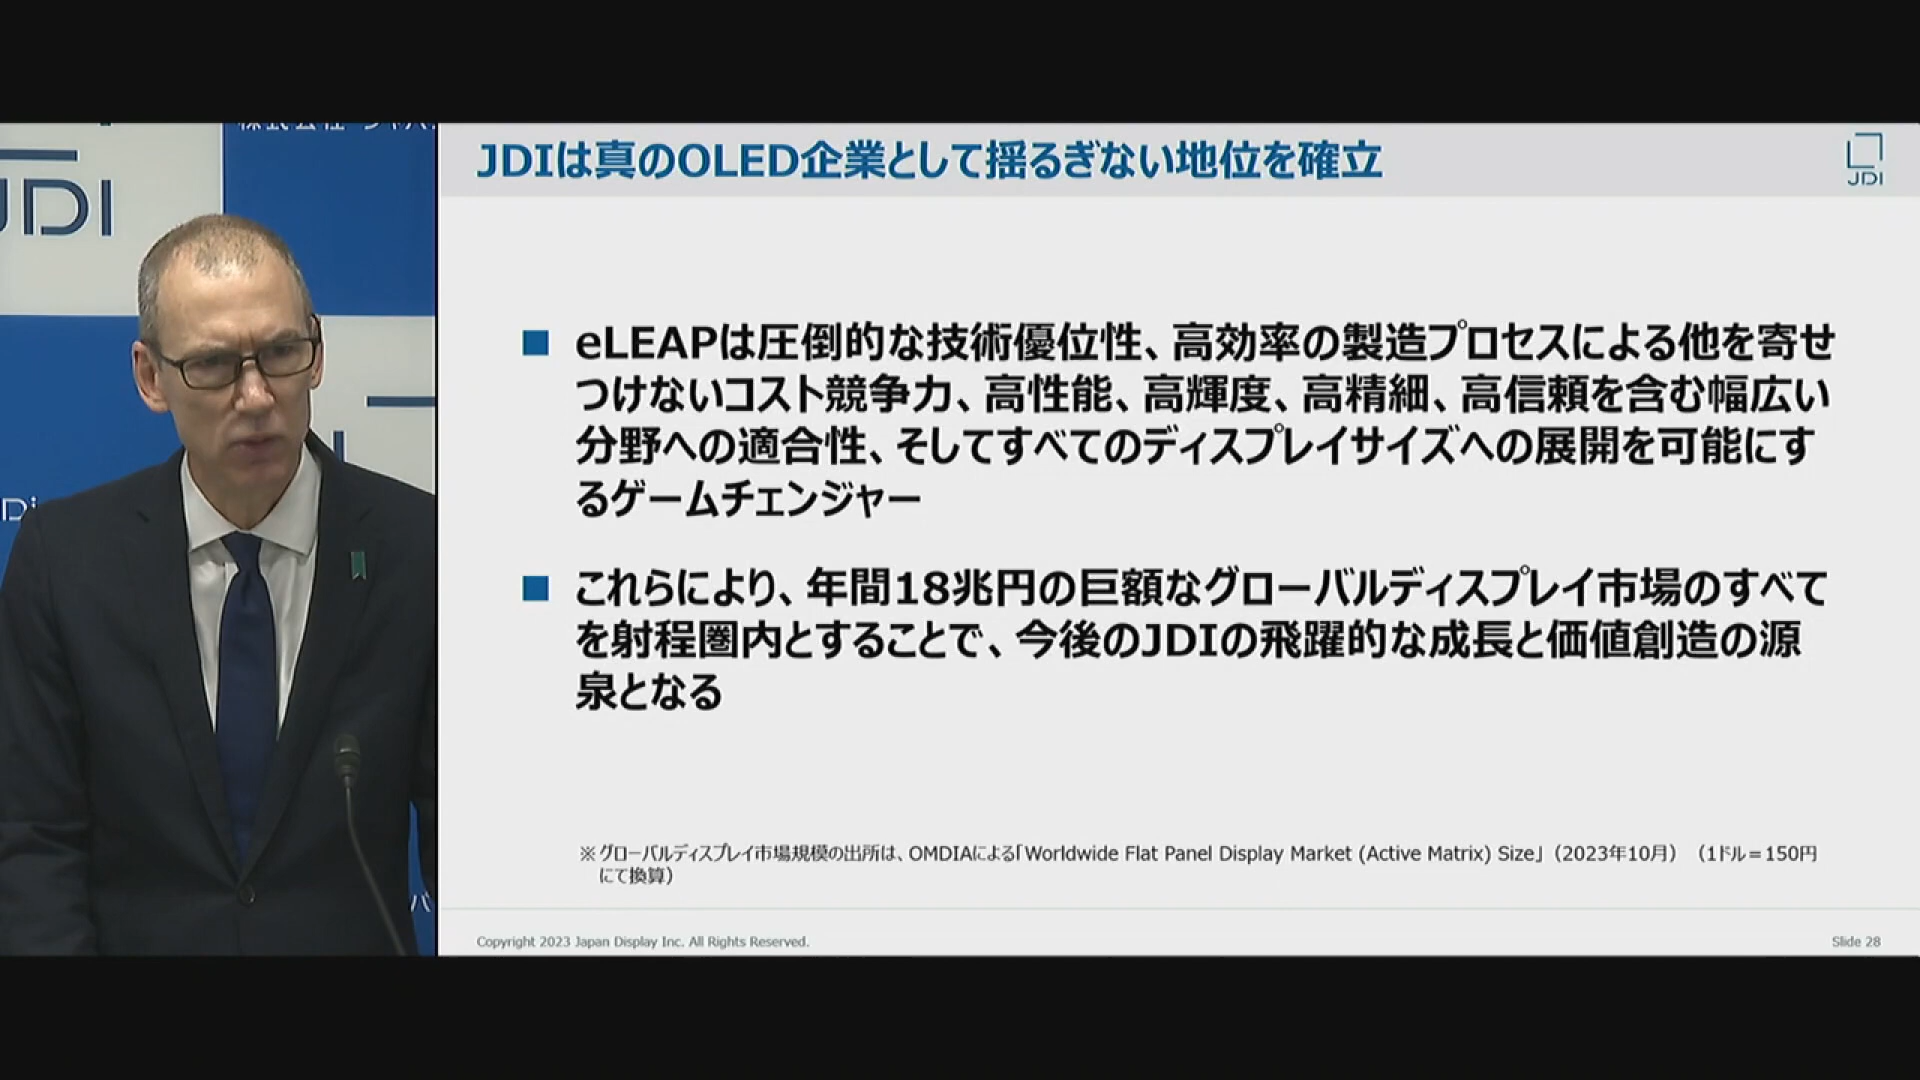 JDI
JDIは真のOLED企業として揺るぎない地位を確立
JDI
■ eLEAPは圧倒的な技術優位性、高効率の製造プロセスによる他を寄せ
つけないコスト競争力、高性能、高輝度、高精細、高信頼を含む幅広い
分野への適合性、そしてすべてのディスプレイサイズへの展開を可能にす
るゲームチェンジャー
■ これらにより、年間18兆円の巨額なグローバルディスプレイ市場のすべて
を射程圏内とすることで、今後のJDIの飛躍的な成長と価値創造の源
泉となる
※グローバルディスプレイ市場規模の出所は、OMDIAによる「Worldwide Flat Panel Display Market (Active Matrix) Size」（2023年10月）（1ドル＝150円
にて換算）
Copyright 2023 Japan Display Inc. All Rights Reserved.
Slide 28